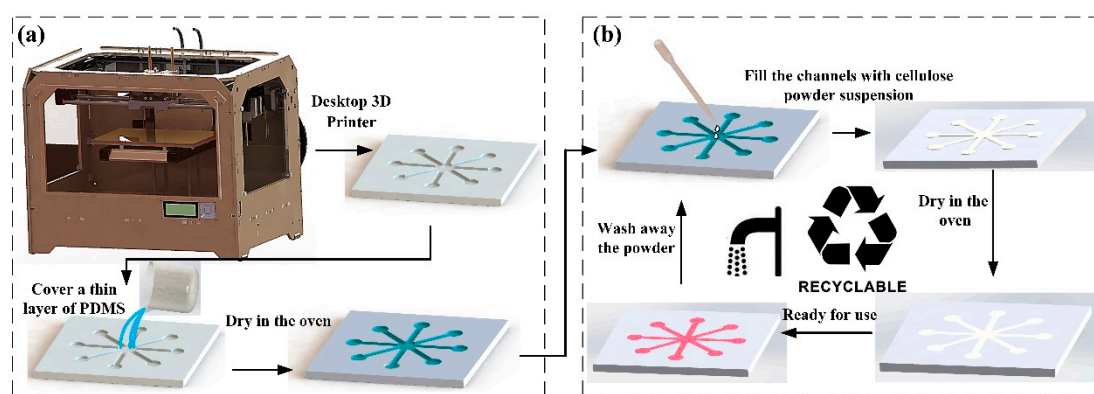 (a)
Desktop 3D
Printer
Cover a thin
layer of PDMS
Dry in the oven
(b)
Fill the channels with cellulose
powder suspension
Dry in the
oven
Wash away
the powder
RECYCLABLE
Ready for use